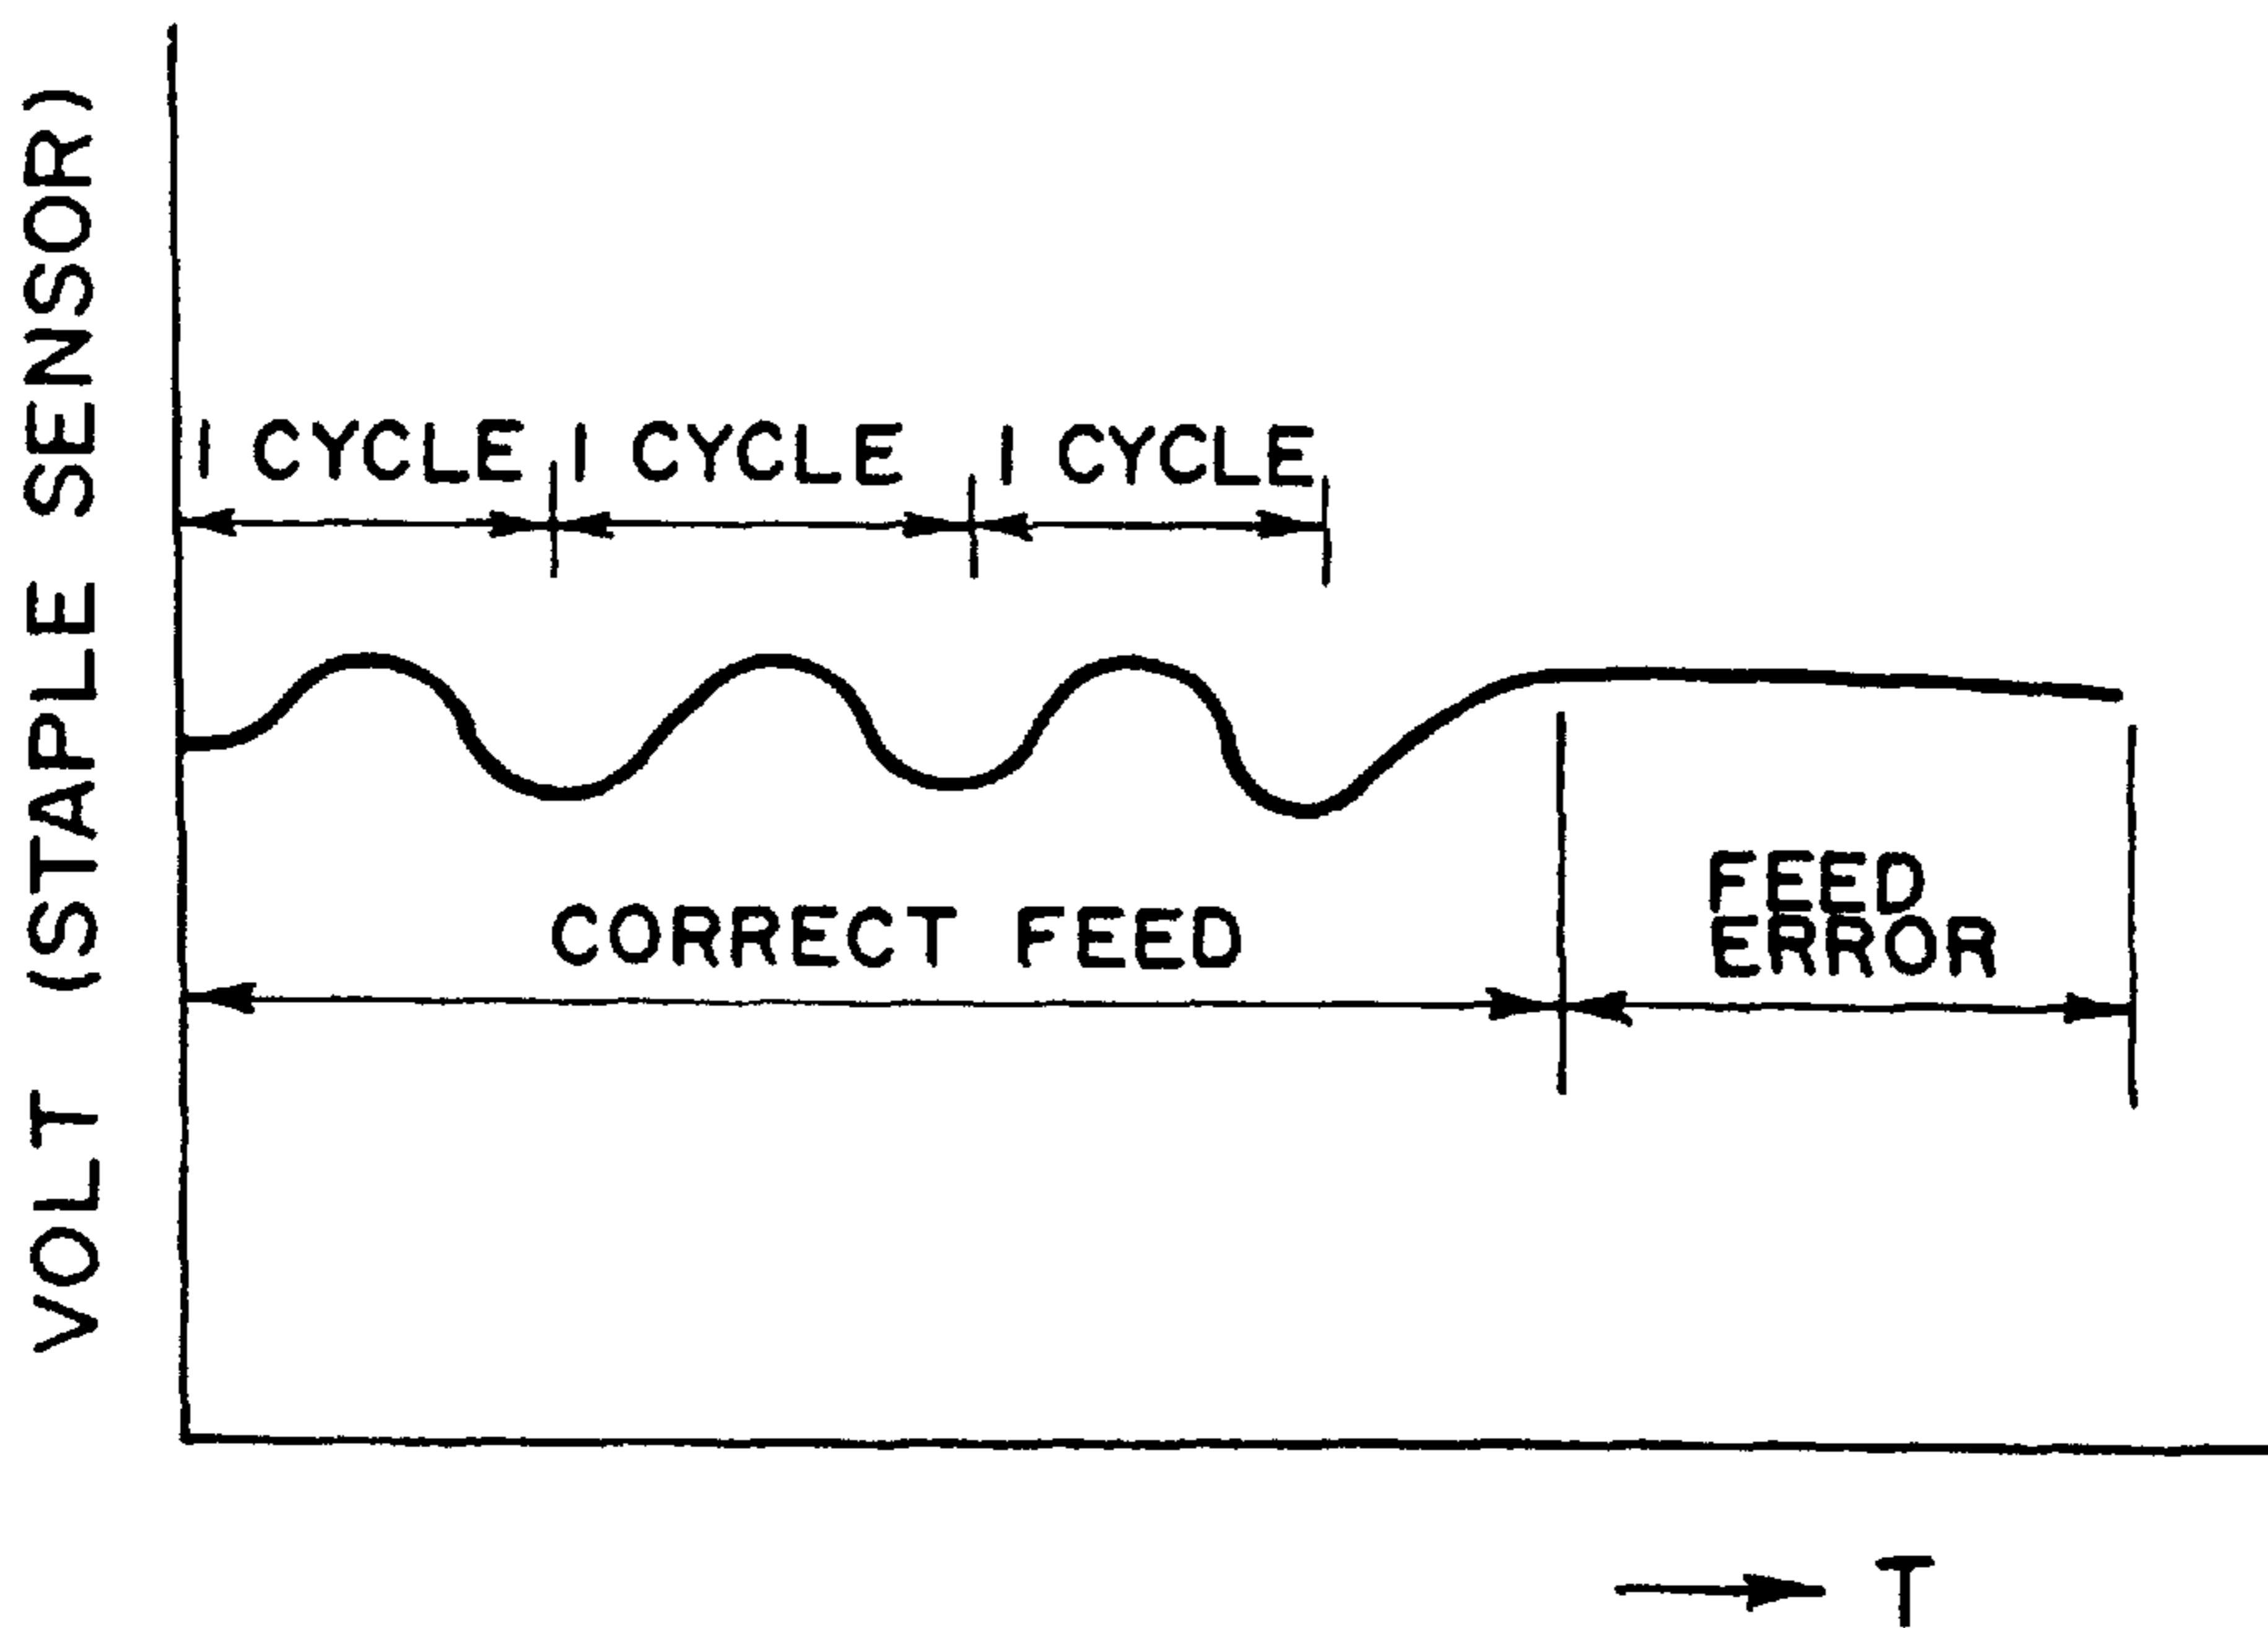 VOLT (STAPLE SENSOR)
1 CYCLE 1 CYCLE 1 CYCLE
CORRECT FEED
FEED
ERROR
T